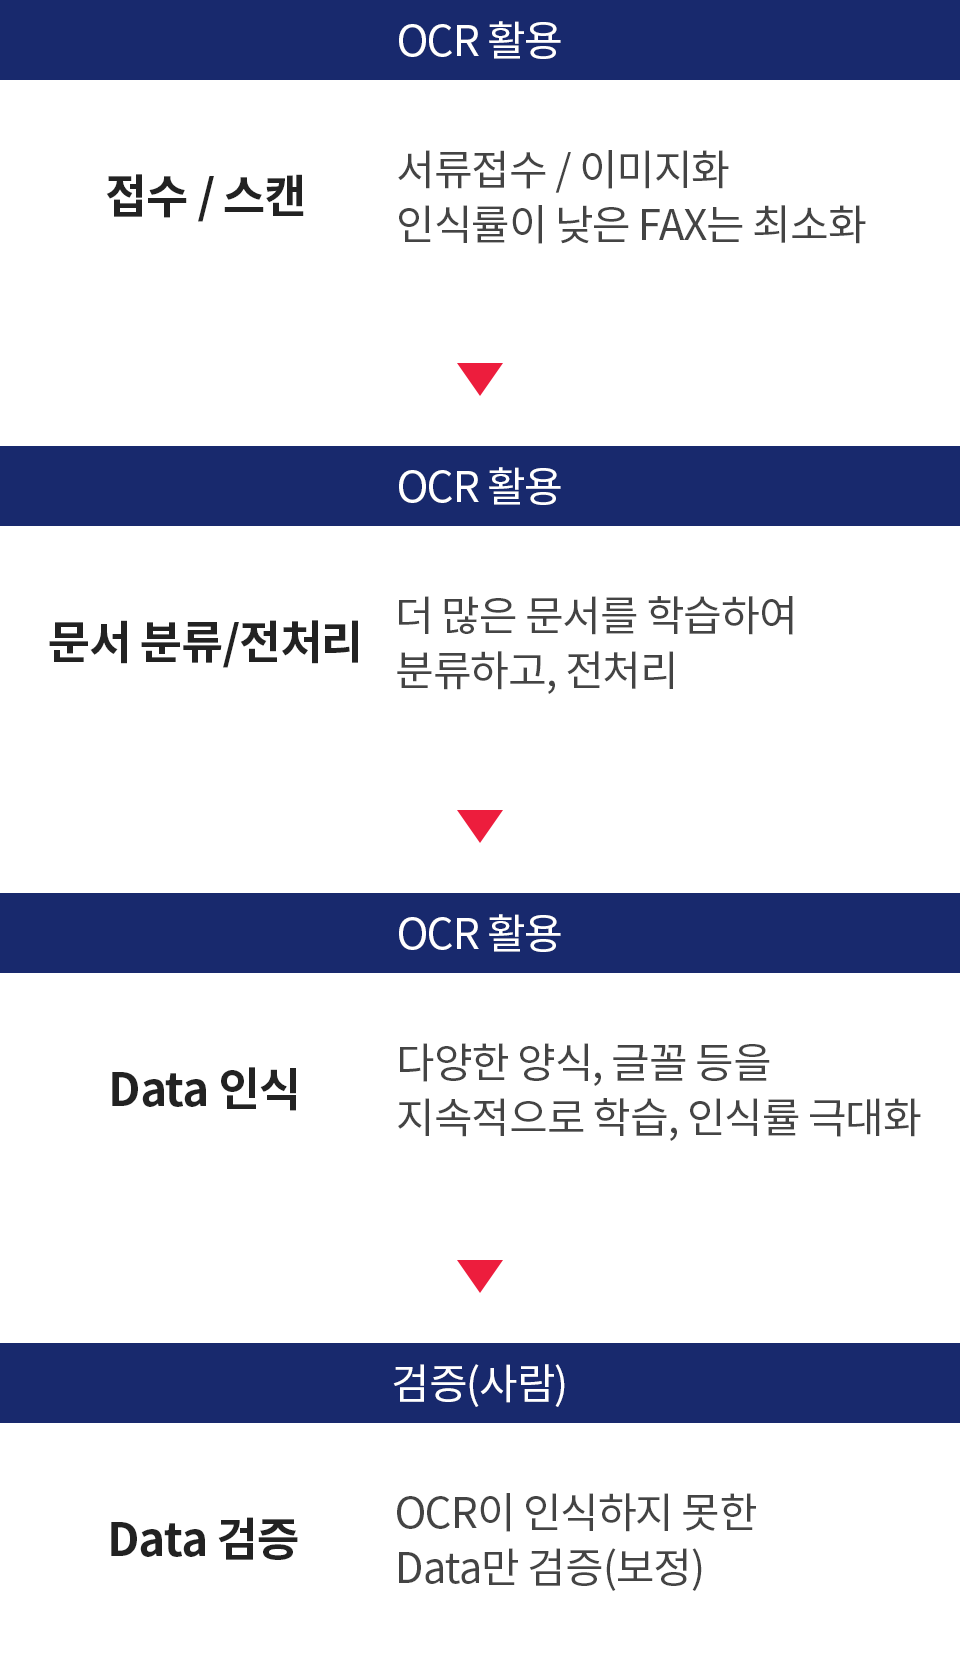 OCR 활용
접수 / 스캔
서류접수 / 이미지화
인식률이 낮은 FAX는 최소화
OCR 활용
문서 분류/전처리
더 많은 문서를 학습하여
분류하고, 전처리
OCR 활용
Data 인식
다양한 양식, 글꼴 등을
지속적으로 학습, 인식률 극대화
검증(사람)
Data 검증
OCR이 인식하지 못한
Data만 검증(보정)